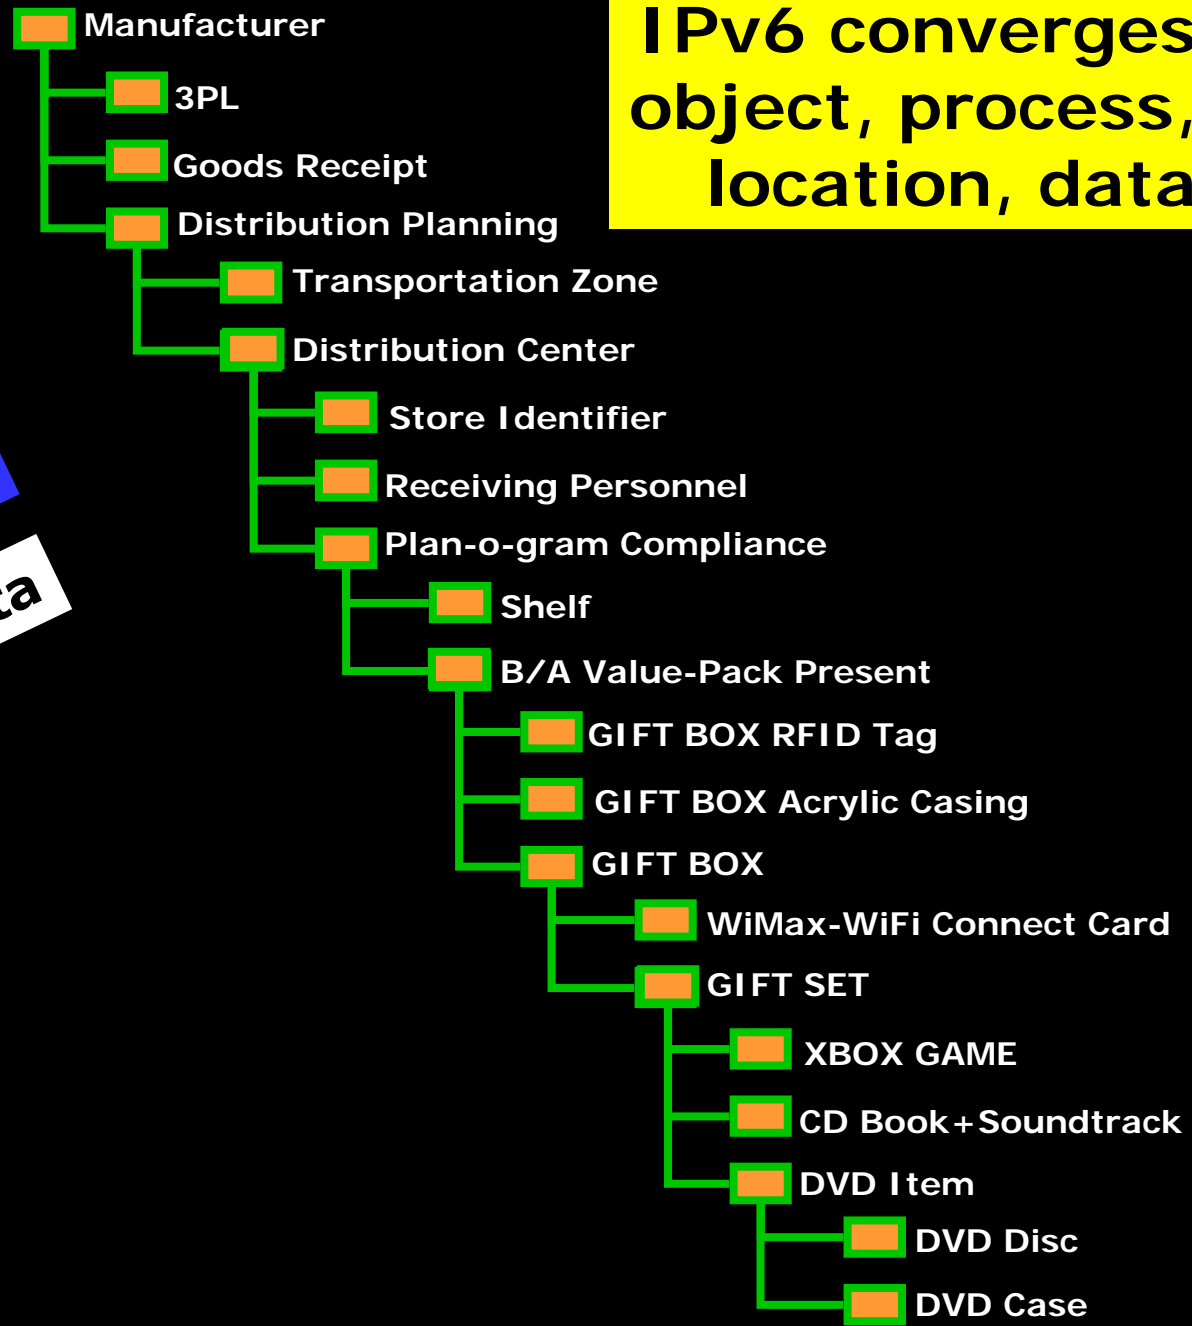 Manufacturer
IPv6 converges
object, process,
location, data
3PL
Goods Receipt
Distribution Planning
Transportation Zone
Distribution Center
Store Identifier
Receiving Personnel
Plan-o-gram Compliance
Shelf
B/A Value-Pack Present
GIFT BOX RFID Tag
GIFT BOX Acrylic Casing
GIFT BOX
WiMax-WiFi Connect Card
GIFT SET
XBOX GAME
CD Book+Soundtrack
DVD Item
DVD Disc
DVD Case